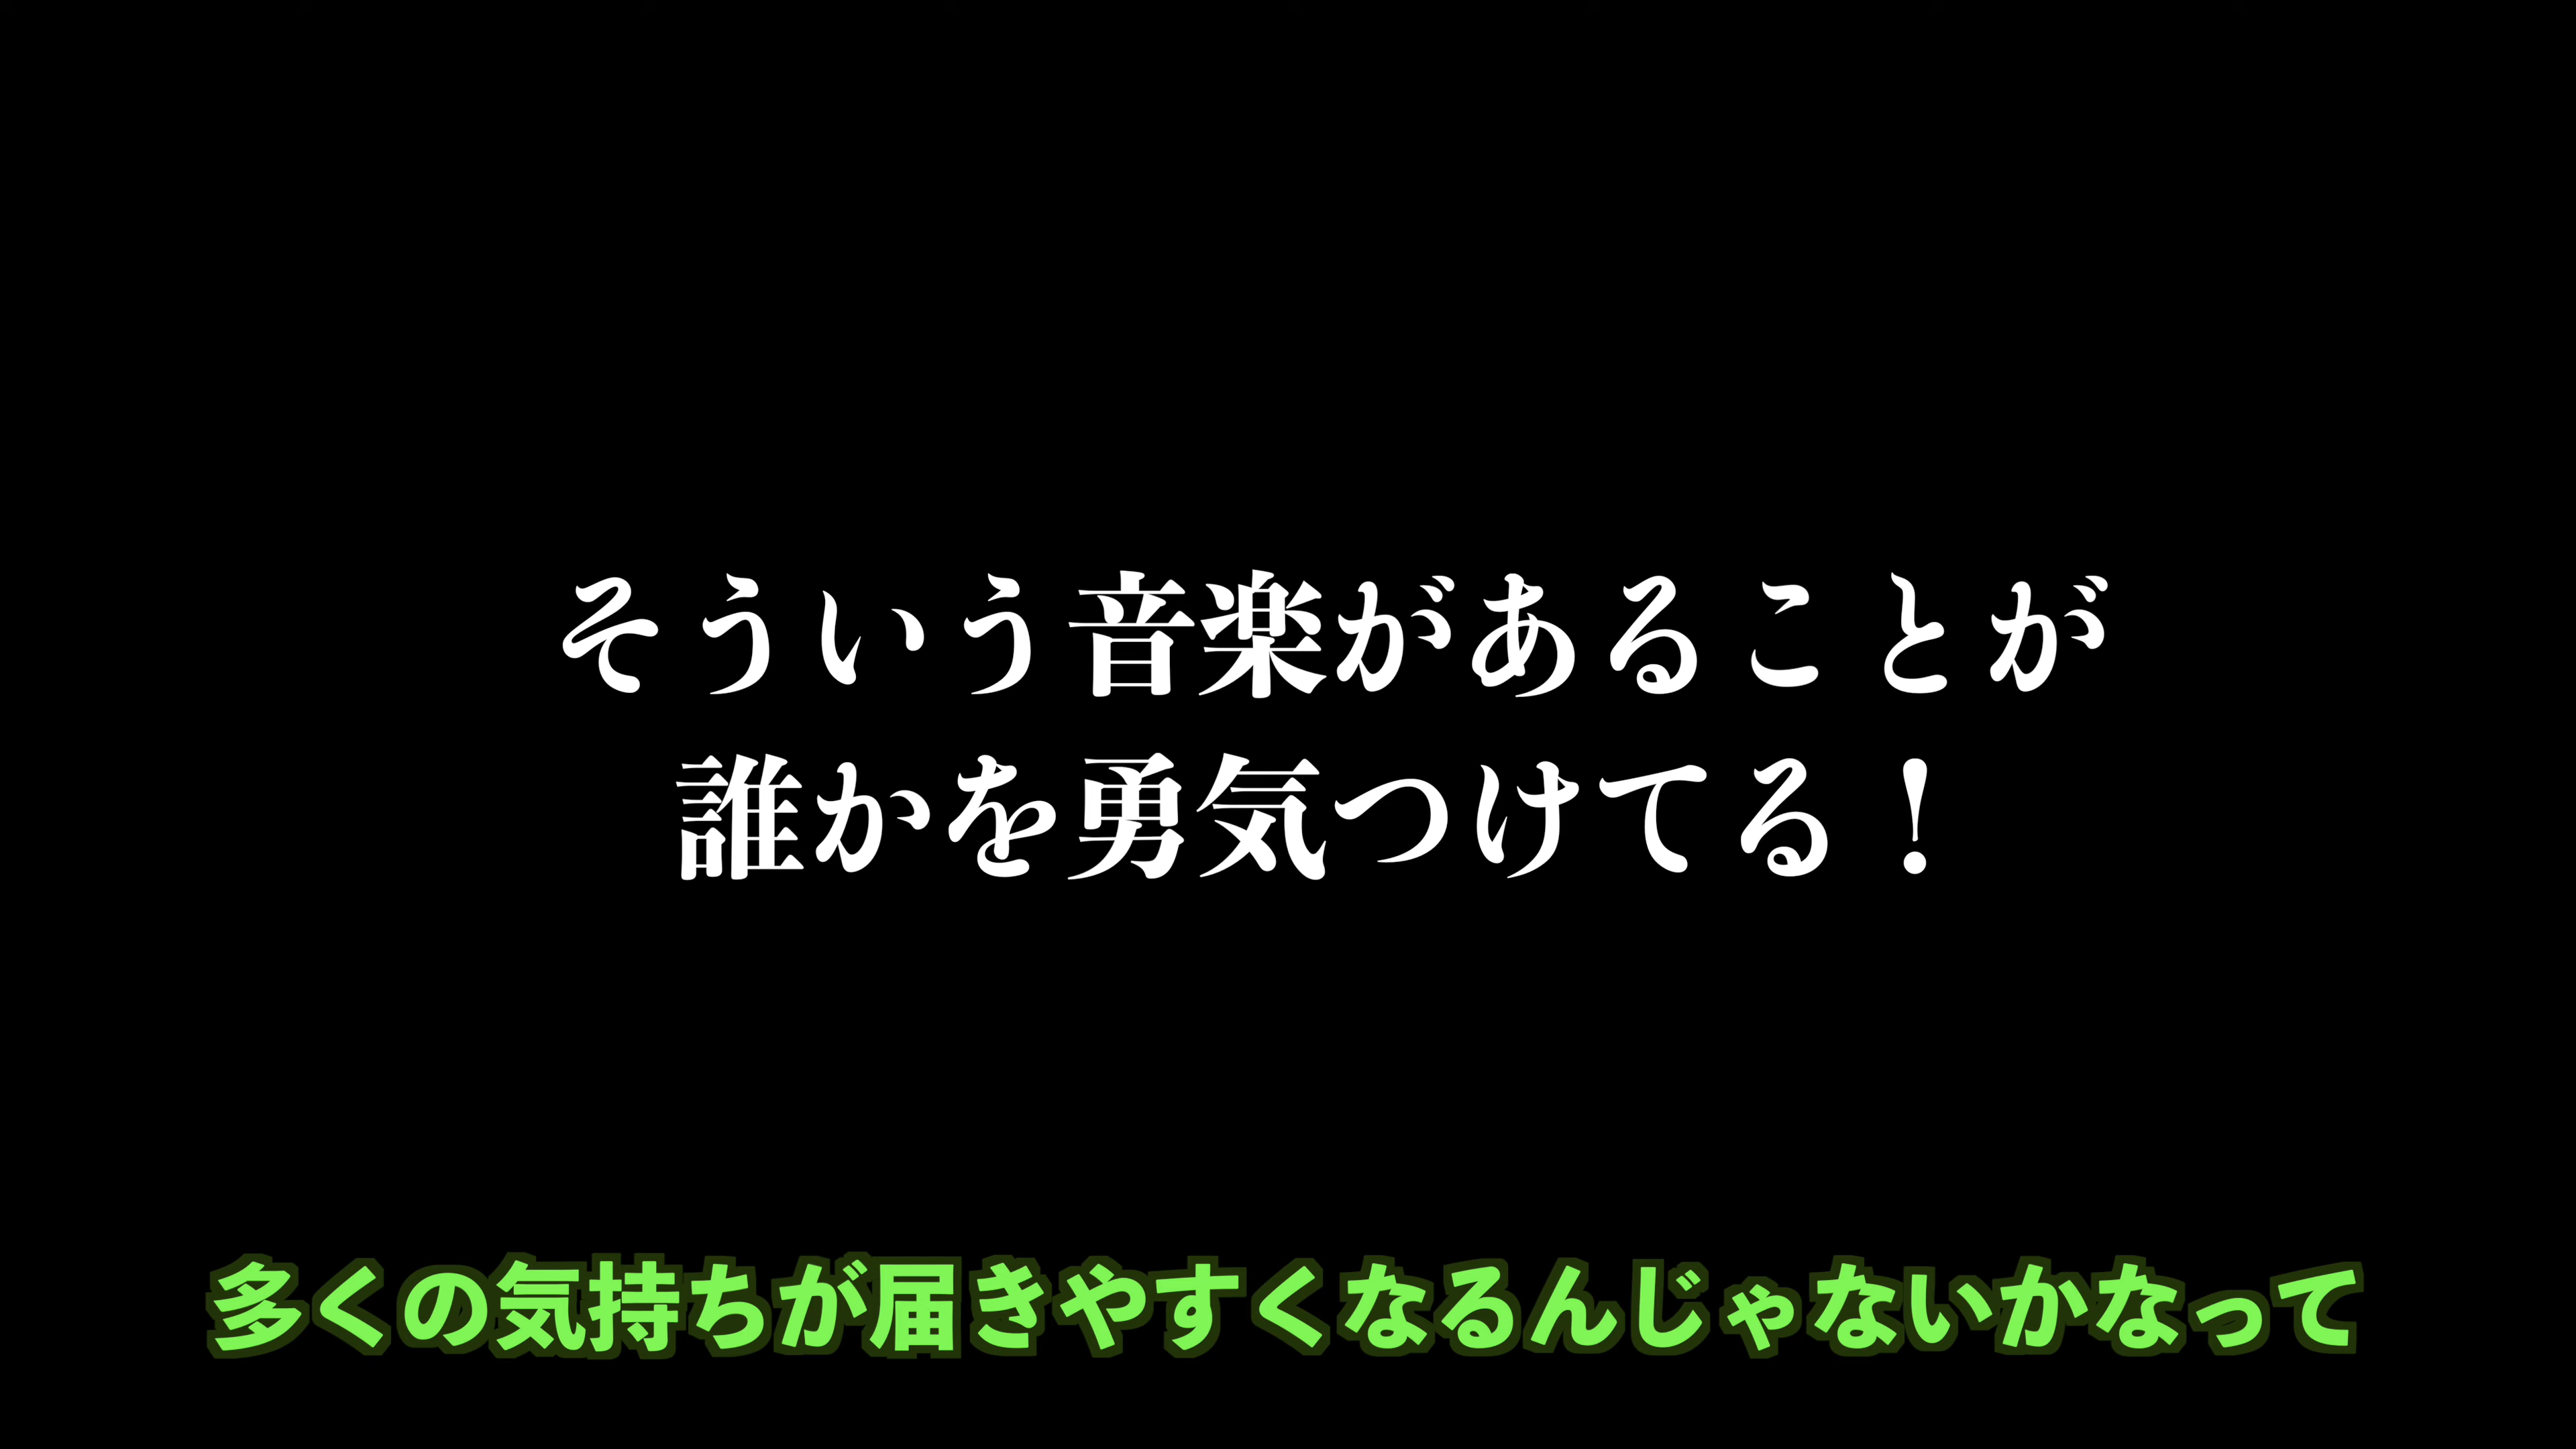 そういう音楽があることが
誰かを勇気つけてる！
多くの気持ちが届きやすくなるんじゃないかなって